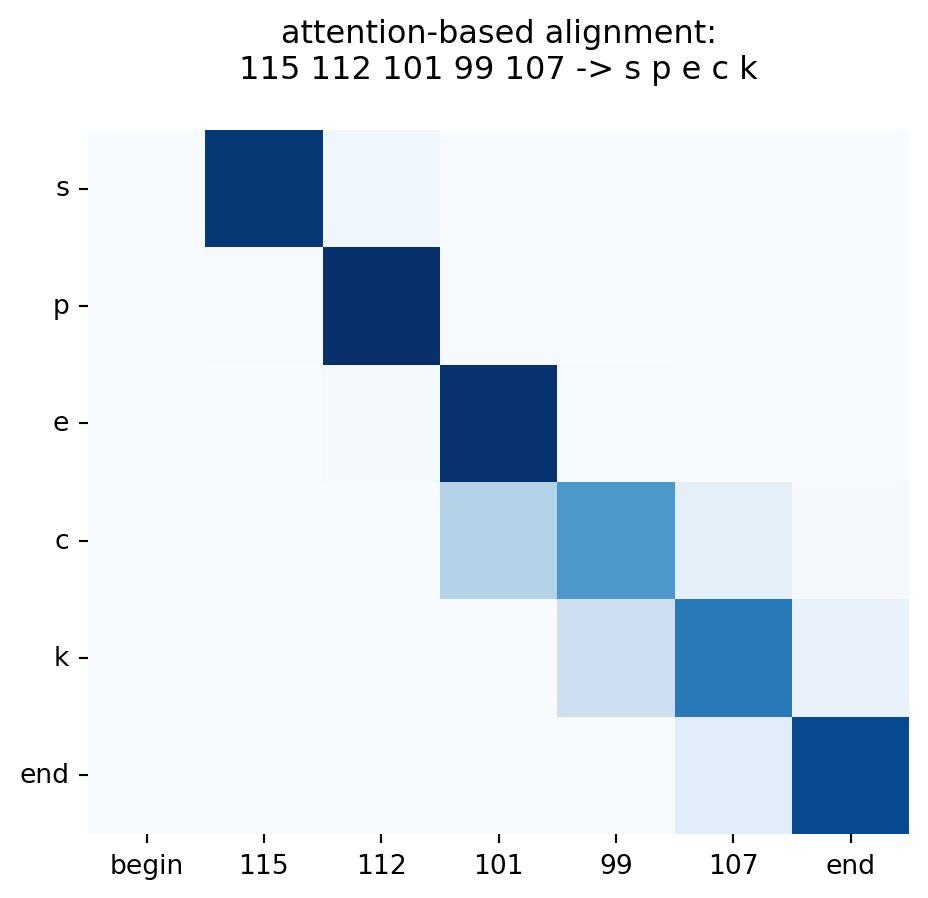 attention-based alignment:
115 112 101 99 107 -> s p e c k
s
p
e
c
k
end
begin 115 112 101 99 107 end